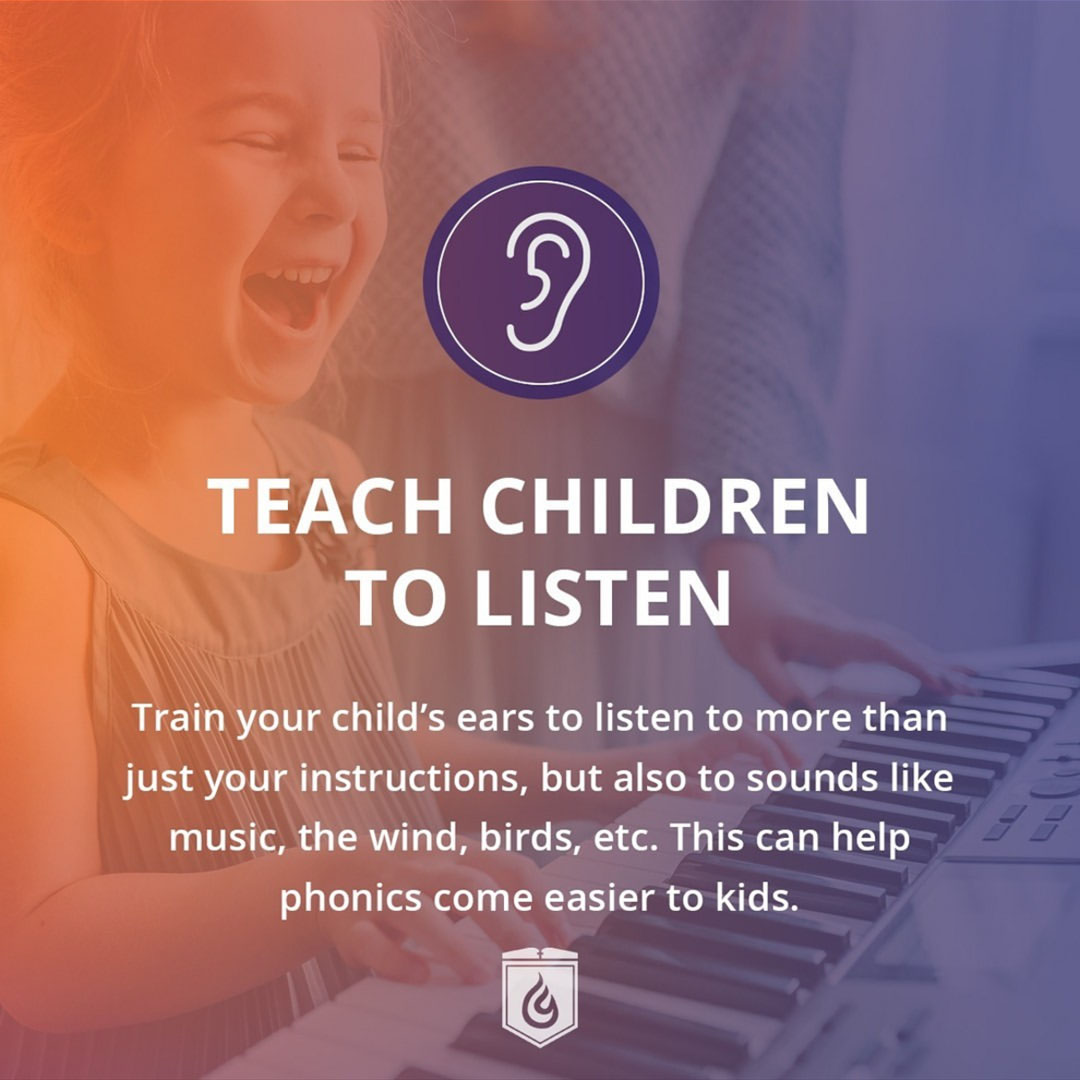 TEACH CHILDREN
TO LISTEN
Train your child’s ears to listen to more than
just your instructions, but also to sounds like
music, the wind, birds, etc. This can help
phonics come easier to kids.